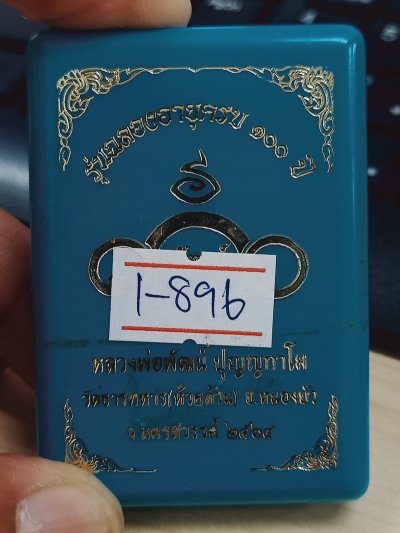 รุ่นฉลองอายุครบ ๑๐๐ ปี
1-896
หลวงพ่อพัฒน์ ปุญฺญกาโม
วัดธารทหาร(ห้วยด้วน) อ.หนองบัว
จ.นครสวรรค์ ๒๕๖๔